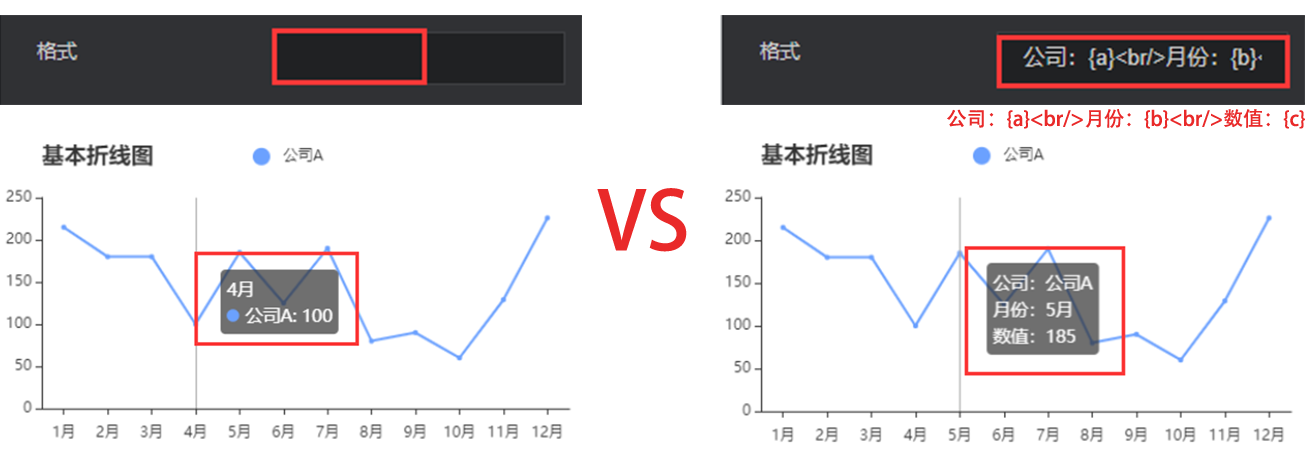 格式
基本折线图
公司A
250
200
150
100
50
0
4月
公司A: 100
1月 2月 3月 4月 5月 6月 7月 8月 9月 10月 11月 12月
VS
格式
公司：{a}<br/>月份：{b}<
公司：{a}<br/>月份：{b}<br/>数值：{c}
基本折线图
公司A
250
200
150
100
50
0
公司：公司A
月份：5月
数值：185
1月 2月 3月 4月 5月 6月 7月 8月 9月 10月 11月 12月